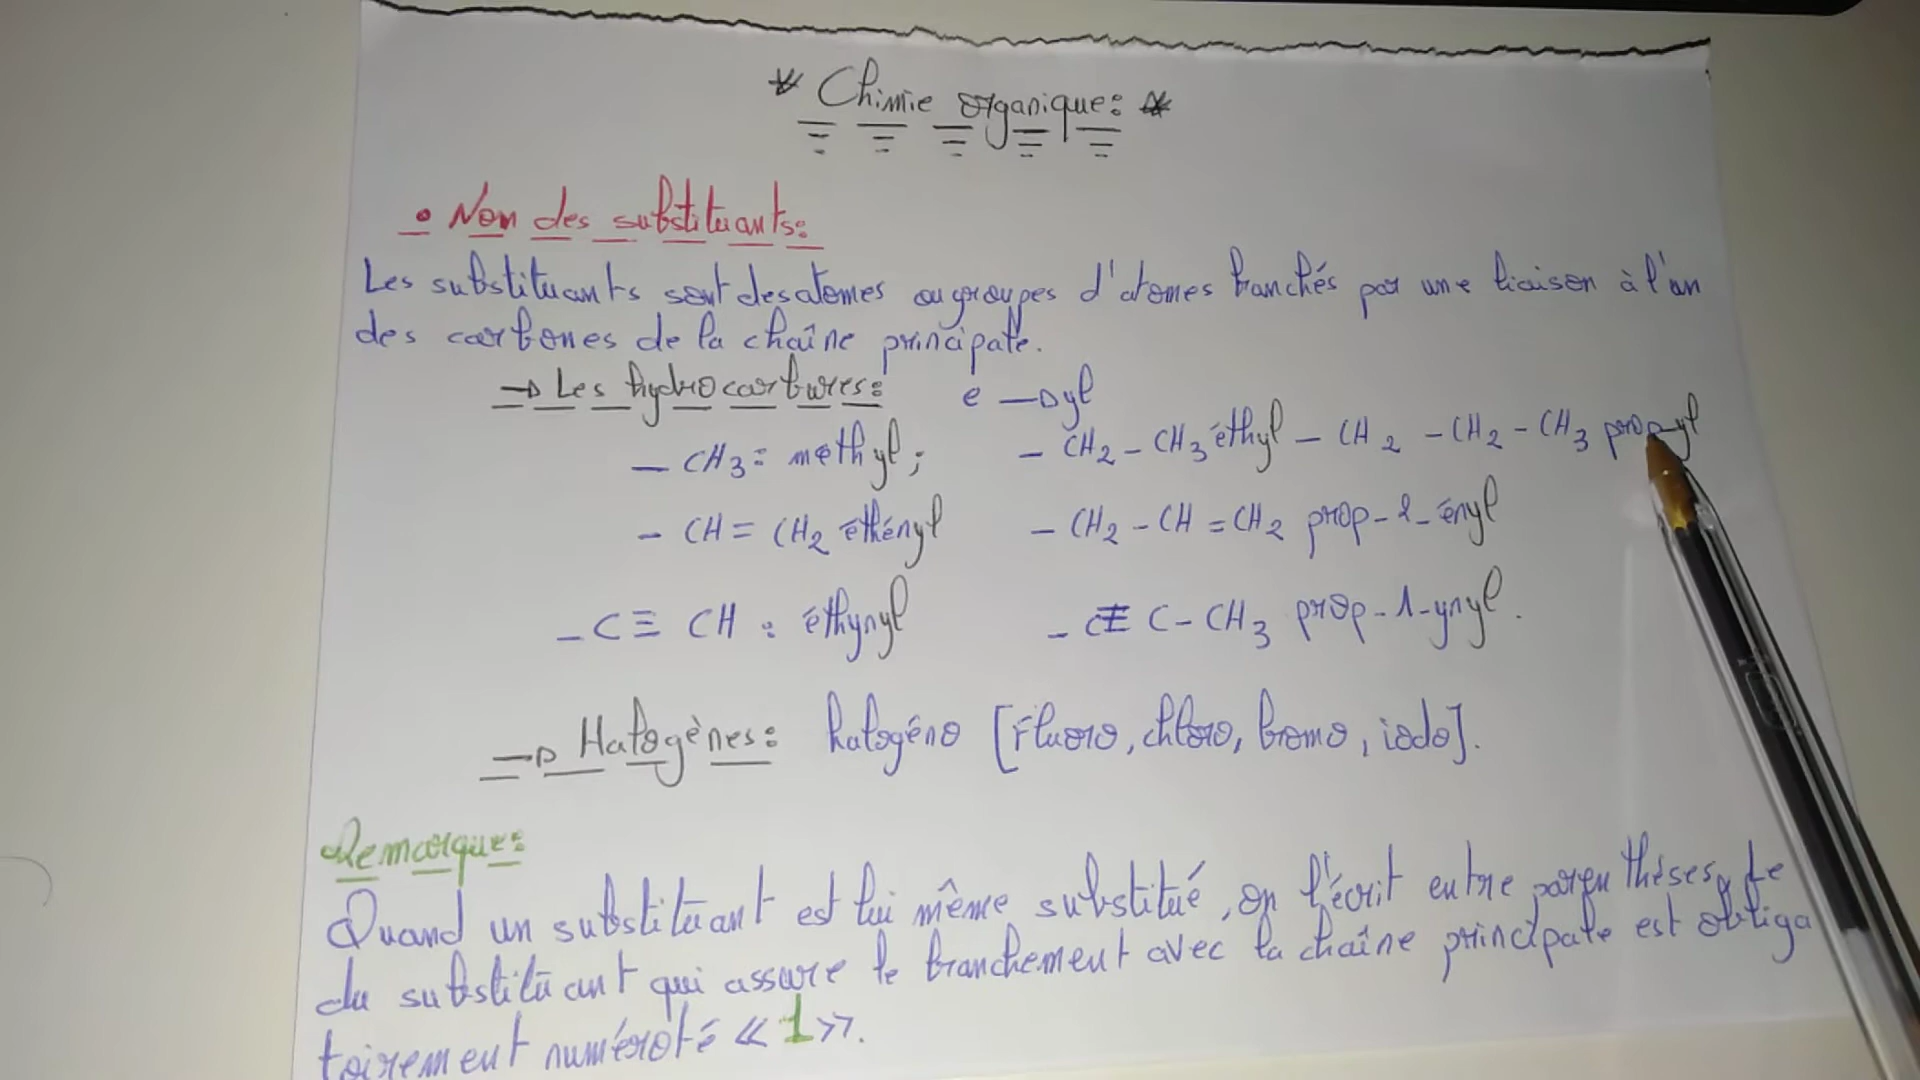 * Chimie organique: *
• Nom des substituants:
Les substituants sont des atomes ou groupes d'atomes branchés par une liaison à l'un
des carbones de la chaîne principale.
→ Les hydrocarbures: e → yl
- CH3 = méthyl; - CH2 - CH3 éthyl - CH2 - CH2 - CH3 propyl
- CH = CH2 éthényl - CH2 - CH = CH2 prop-2-ényl
- C ≡ CH : éthynyl - C ≡ C - CH3 prop-1-ynyl.
→ Halogènes: halogéno [Fluoro, chloro, bromo, iodo].
Remarque:
Quand un substituant est lui même substitué, on l'écrit entre parenthèses, Le
du substituant qui assure le branchement avec la chaîne principale est obliga
toirement numéroté « 1 ».